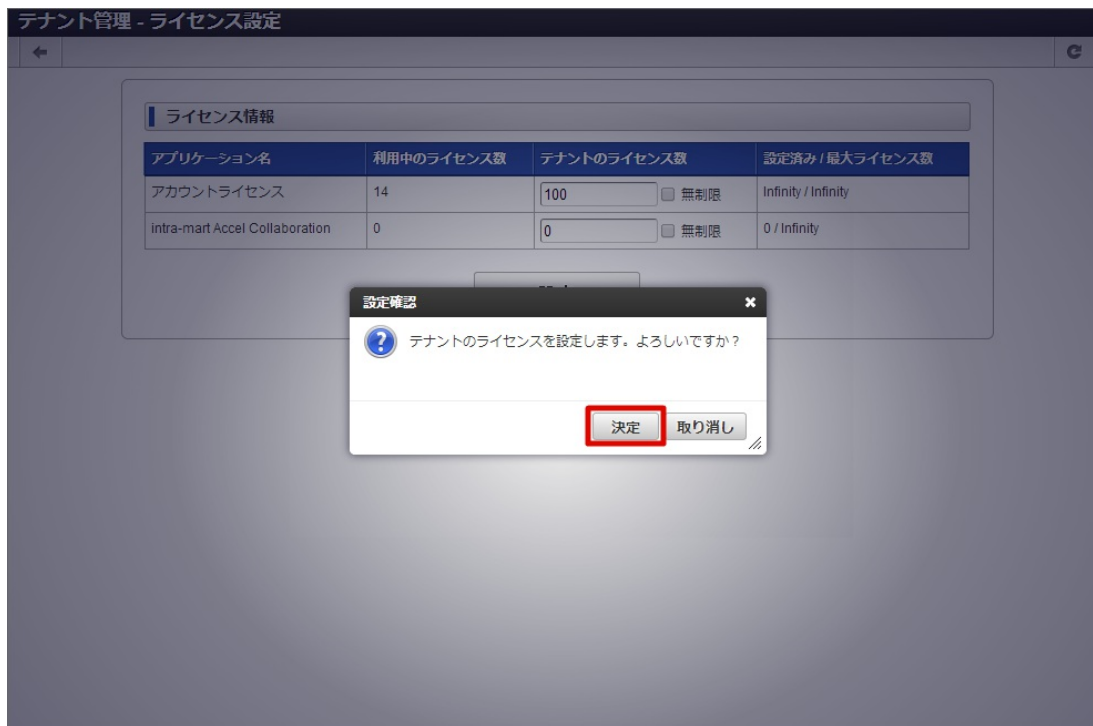 テナント管理 - ライセンス設定
ライセンス情報
アプリケーション名 利用中のライセンス数 テナントのライセンス数 設定済み / 最大ライセンス数
アカウントライセンス 14 100 無制限 Infinity / Infinity
intra-mart Accel Collaboration 0 0 無制限 0 / Infinity
設定確認
テナントのライセンスを設定します。よろしいですか？
決定 取り消し